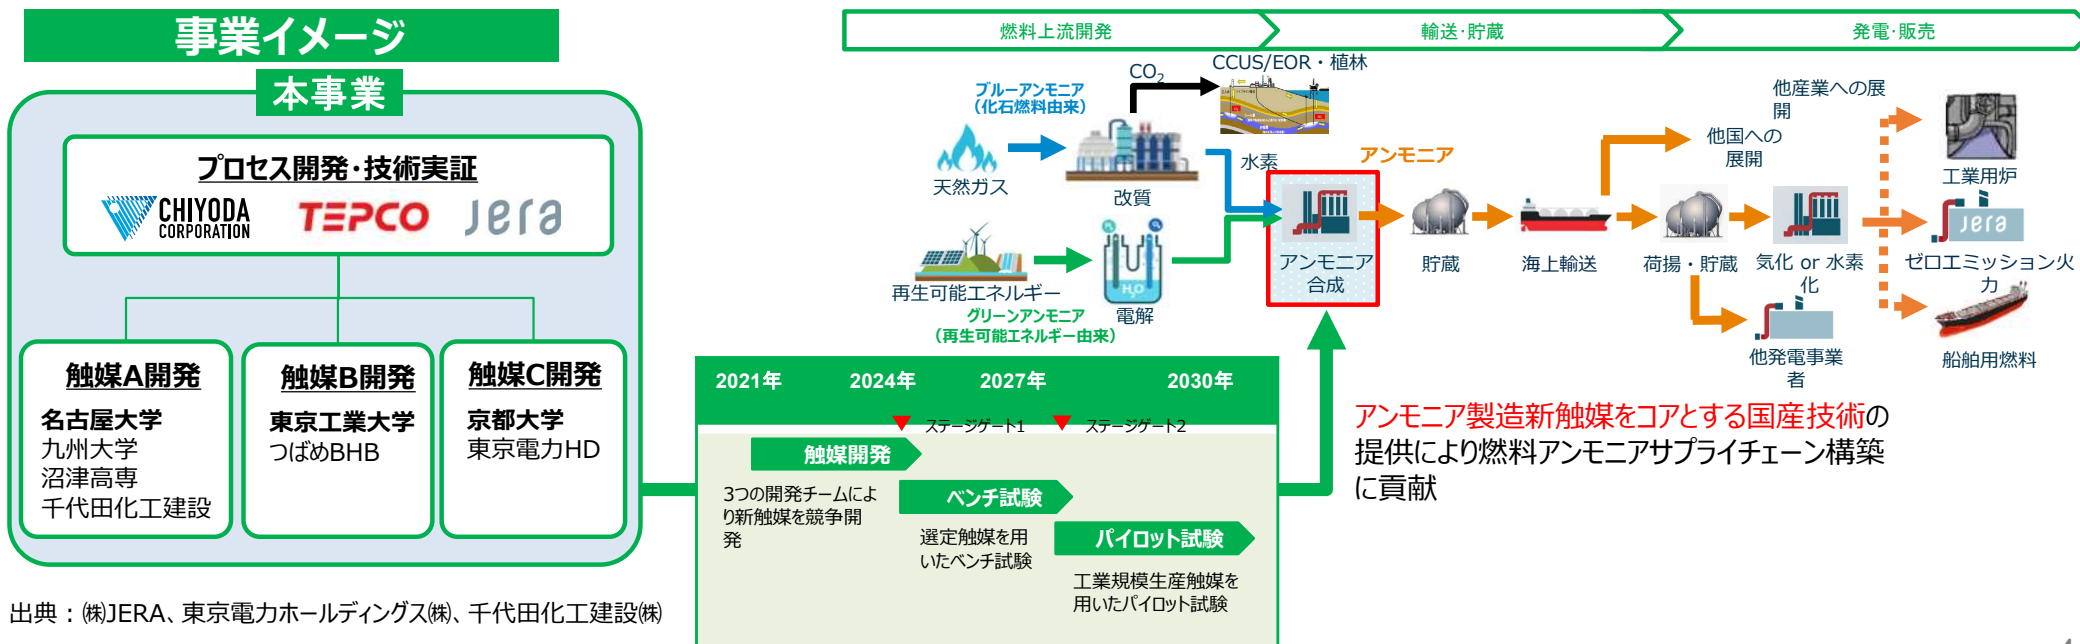 事業イメージ
本事業
プロセス開発・技術実証
CHIYODA
CORPORATION
TEPCO
Jera
触媒A開発
名古屋大学
九州大学
沼津高専
千代田化工建設
触媒B開発
東京工業大学
つばめBHB
触媒C開発
京都大学
東京電力HD
出典：㈱JERA、東京電力ホールディングス㈱、千代田化工建設㈱
燃料上流開発
輸送・貯蔵
発電・販売
ブルーアンモニア
（化石燃料由来）
CO2
CCUS/EOR・植林
天然ガス
改質
水素
アンモニア
再生可能エネルギー
グリーンアンモニア
（再生可能エネルギー由来）
H₂O
電解
アンモニア
合成
貯蔵
海上輸送
他国への
展開
荷揚・貯蔵
気化 or 水素
化
他発電事業
者
他産業への展
開
工業用炉
Jera
ゼロエミッション火
力
船舶用燃料
2021年
2024年
2027年
2030年
ステージゲート1
ステージゲート2
触媒開発
3つの開発チームによ
り新触媒を競争開
発
ベンチ試験
選定触媒を用
いたベンチ試験
パイロット試験
工業規模生産触媒を
用いたパイロット試験
アンモニア製造新触媒をコアとする国産技術の
提供により燃料アンモニアサプライチェーン構築
に貢献